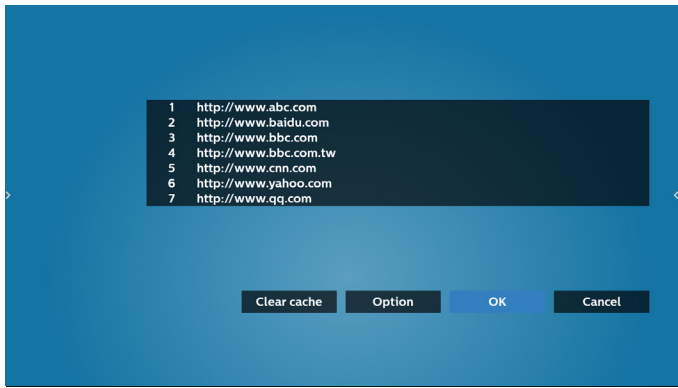 1 http://www.abc.com
2 http://www.baidu.com
3 http://www.bbc.com
4 http://www.bbc.com.tw
5 http://www.cnn.com
6 http://www.yahoo.com
7 http://www.qq.com
Clear cache Option OK Cancel